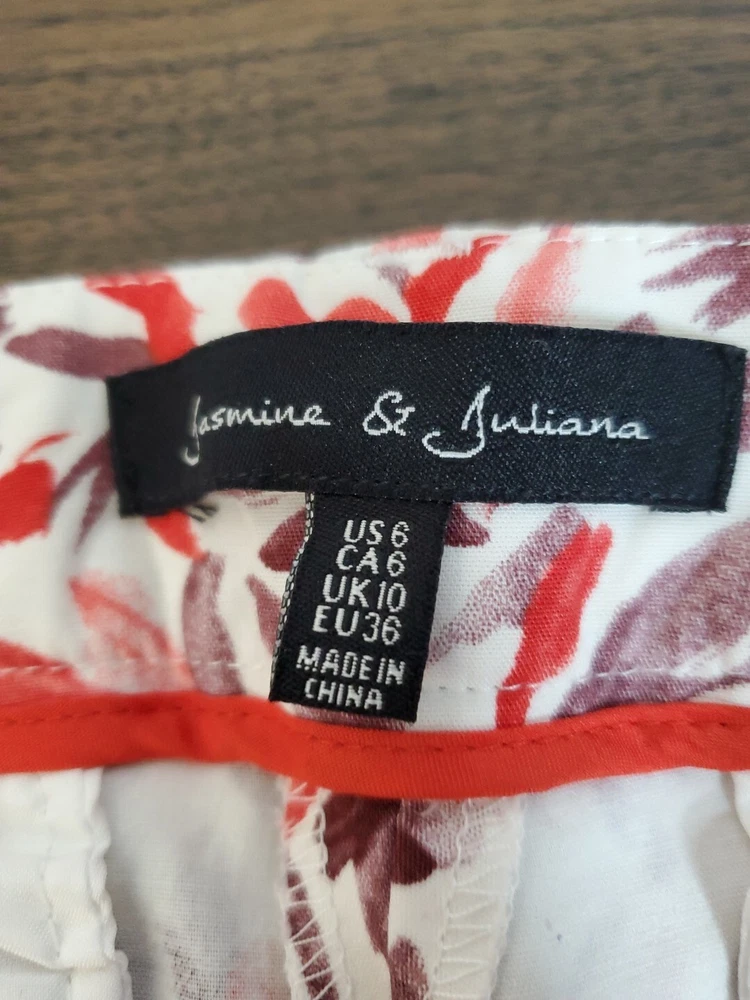 Jasmine & Juliana
US 6
CA 6
UK 10
EU 36
MADE IN
CHINA